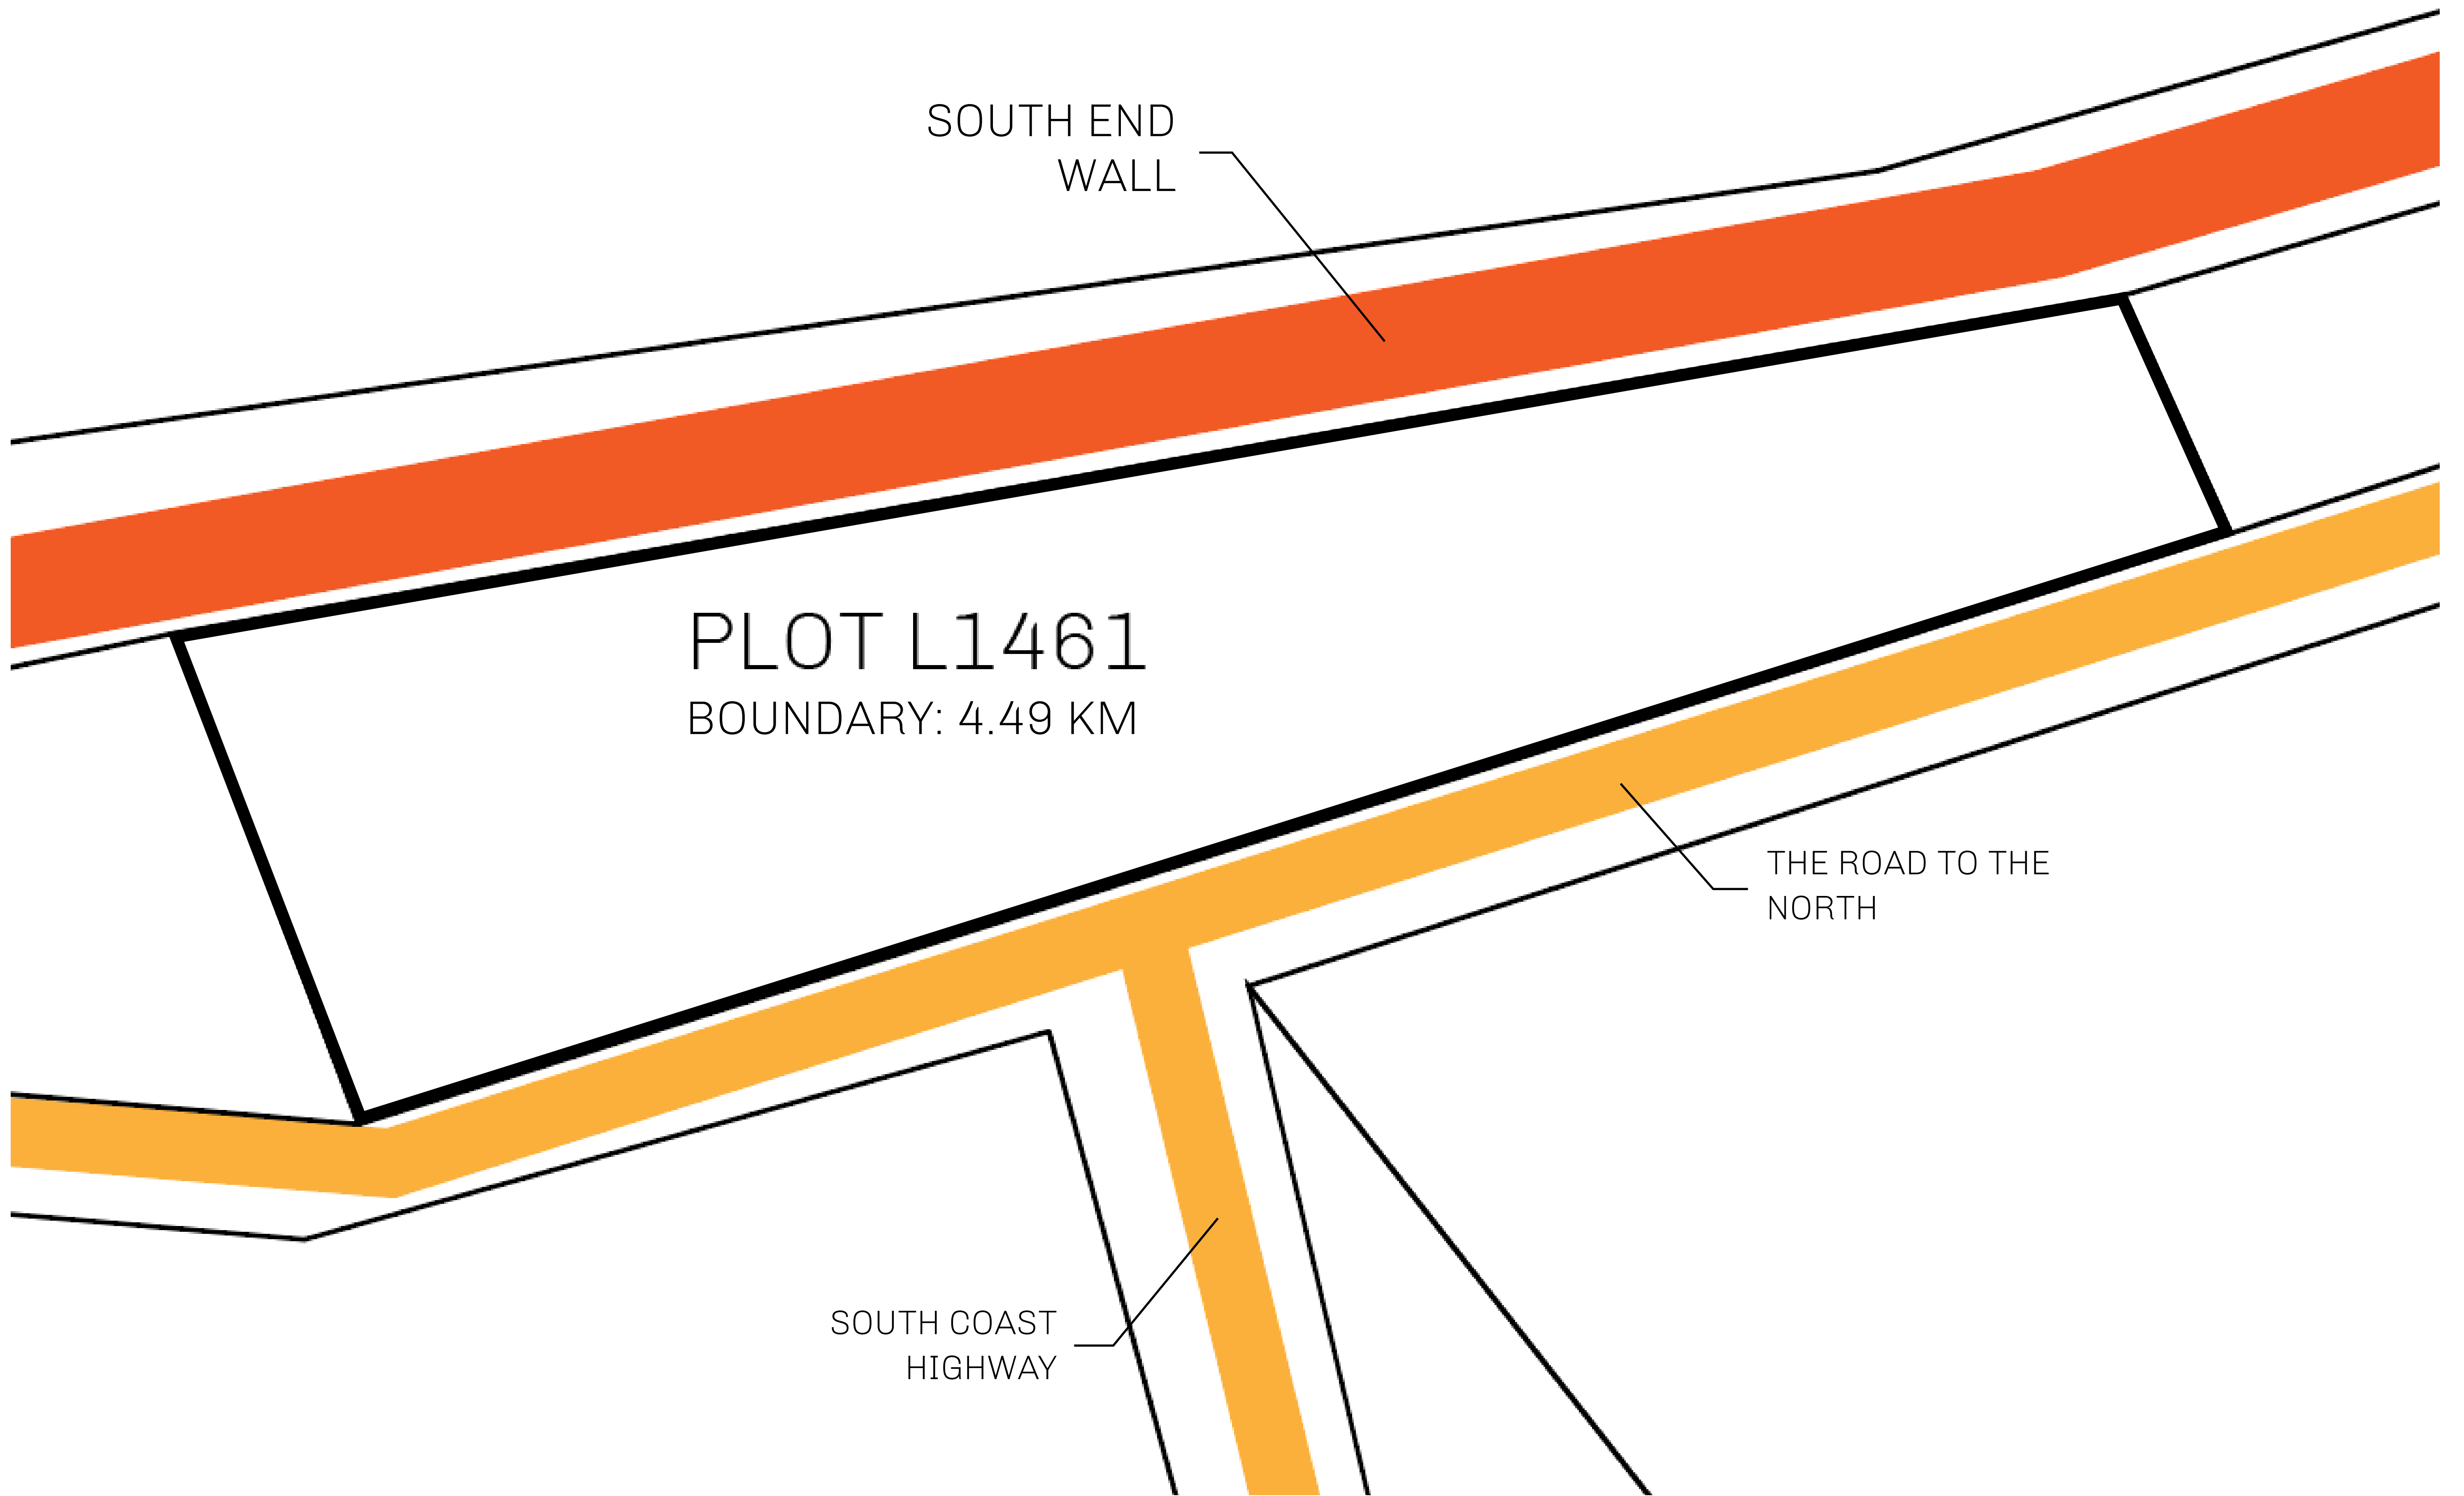 SOUTH END
WALL
PLOT L1461
BOUNDARY: 4.49 KM
THE ROAD TO THE
NORTH
SOUTH COAST
HIGHWAY